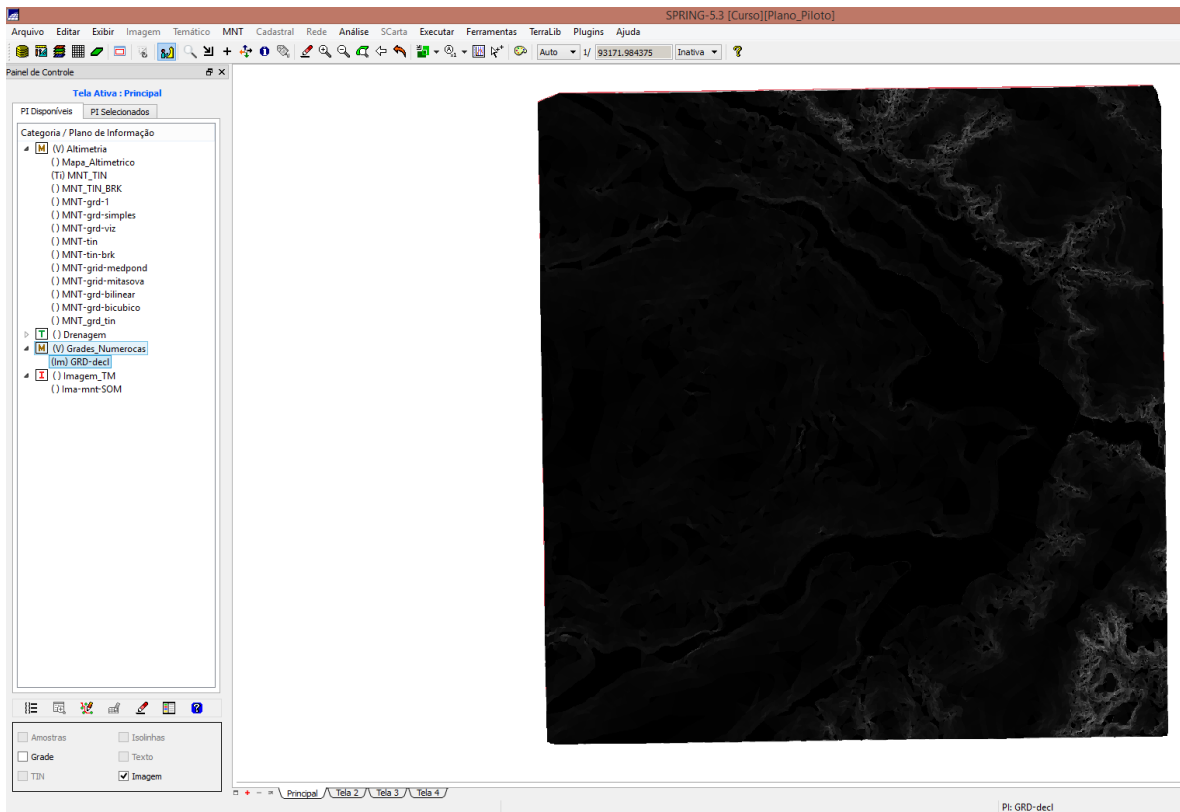 SPRING-5.3 [Curso][Plano_Piloto]
Arquivo Editar Exibir Imagem Temático MNT Cadastral Rede Análise SCarta Executar Ferramentas TerraLib Plugins Ajuda
Auto 1/ 93171.984375 Inativa
Painel de Controle
Tela Ativa : Principal
PI Disponíveis PI Selecionados
Categoria / Plano de Informação
M (V) Altimetria
( ) Mapa_Altimetrico
(Ti) MNT_TIN
( ) MNT_TIN_BRK
( ) MNT-grd-1
( ) MNT-grd-simples
( ) MNT-grd-viz
( ) MNT-tin
( ) MNT-tin-brk
( ) MNT-grid-medpond
( ) MNT-grid-mitasova
( ) MNT-grd-bilinear
( ) MNT-grd-bicubico
( ) MNT_grd_tin
T ( ) Drenagem
M (V) Grades_Numerocas
(Im) GRD-decl
I ( ) Imagem_TM
( ) Ima-mnt-SOM
Amostras Isolinhas
Grade Texto
TIN Imagem
Principal Tela 2 Tela 3 Tela 4
PI: GRD-decl